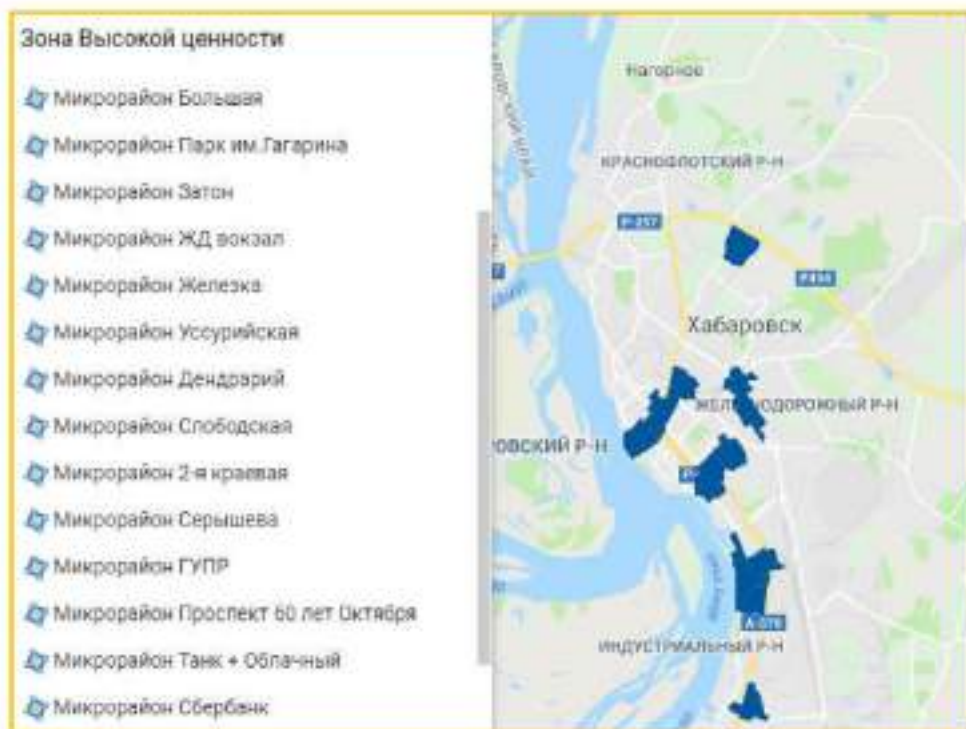 Зона Высокой ценности
Микрорайон Большая
Микрорайон Парк им.Гагарина
Микрорайон Затон
Микрорайон ЖД вокзал
Микрорайон Железка
Микрорайон Уссурийская
Микрорайон Дендрарий
Микрорайон Слободская
Микрорайон 2-я краевая
Микрорайон Серышева
Микрорайон ГУПР
Микрорайон Проспект 60 лет Октября
Микрорайон Танк + Облачный
Микрорайон Сбербанк
Нагорное
КРАСНОФЛОТСКИЙ Р-Н
Хабаровск
ЖЕЛЕЗНОДОРОЖНЫЙ Р-Н
РОВСКИЙ Р-Н
ИНДУСТРИАЛЬНЫЙ Р-Н